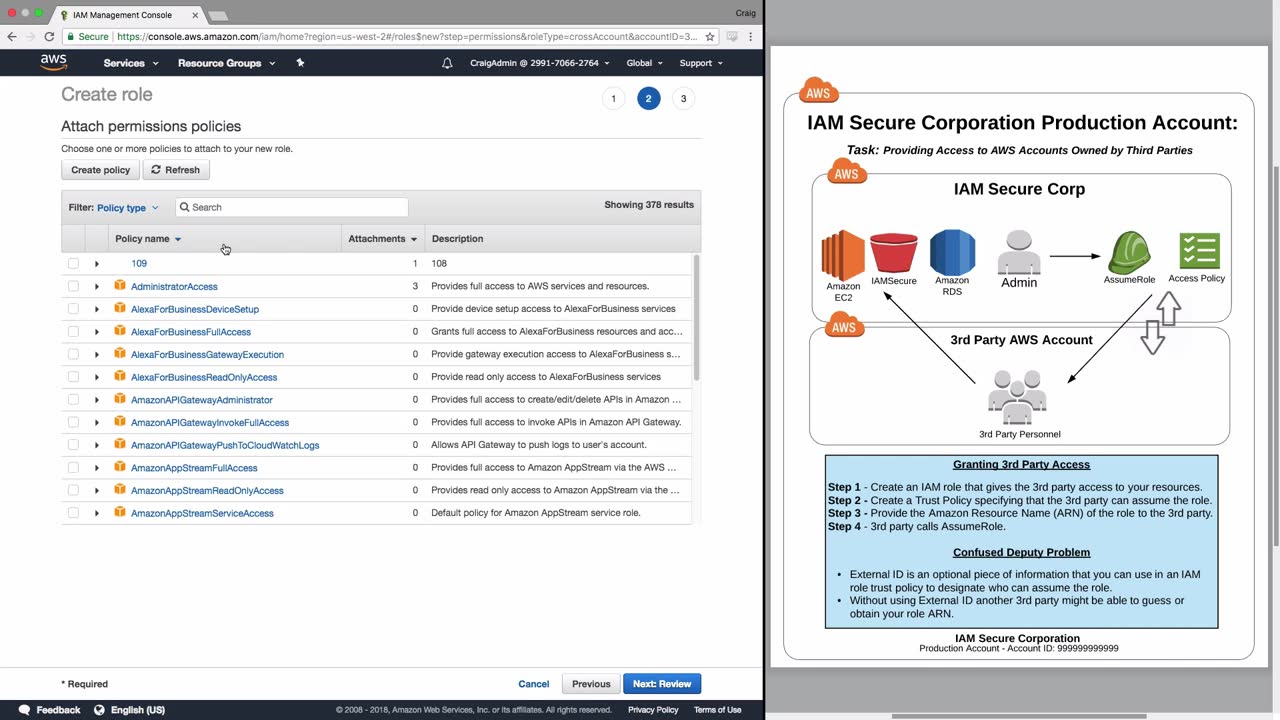 IAM Management Console
Craig
Secure | https://console.aws.amazon.com/iam/home?region=us-west-2#/roles$new?step=permissions&roleType=crossAccount&accountID=3...
aws
Services
Resource Groups
CraigAdmin @ 2991-7066-2764
Global
Support
Create role
1
2
3
Attach permissions policies
Choose one or more policies to attach to your new role.
Create policy
Refresh
Filter: Policy type
Search
Showing 378 results
Policy name
Attachments
Description
109 1 108
AdministratorAccess 3 Provides full access to AWS services and resources.
AlexaForBusinessDeviceSetup 0 Provide device setup access to AlexaForBusiness services
AlexaForBusinessFullAccess 0 Grants full access to AlexaForBusiness resources and acc...
AlexaForBusinessGatewayExecution 0 Provide gateway execution access to AlexaForBusiness s...
AlexaForBusinessReadOnlyAccess 0 Provide read only access to AlexaForBusiness services
AmazonAPIGatewayAdministrator 0 Provides full access to create/edit/delete APIs in Amazon ...
AmazonAPIGatewayInvokeFullAccess 0 Provides full access to invoke APIs in Amazon API Gateway.
AmazonAPIGatewayPushToCloudWatchLogs 0 Allows API Gateway to push logs to user's account.
AmazonAppStreamFullAccess 0 Provides full access to Amazon AppStream via the AWS ...
AmazonAppStreamReadOnlyAccess 0 Provides read only access to Amazon AppStream via the ...
AmazonAppStreamServiceAccess 0 Default policy for Amazon AppStream service role.
* Required
Cancel
Previous
Next: Review
Feedback
English (US)
© 2008 - 2018, Amazon Web Services, Inc. or its affiliates. All rights reserved.
Privacy Policy
Terms of Use
AWS
IAM Secure Corporation Production Account:
Task: Providing Access to AWS Accounts Owned by Third Parties
AWS
IAM Secure Corp
Amazon
EC2
IAMSecure
Amazon
RDS
Admin
AssumeRole
Access Policy
AWS
3rd Party AWS Account
3rd Party Personnel
Granting 3rd Party Access
Step 1 - Create an IAM role that gives the 3rd party access to your resources.
Step 2 - Create a Trust Policy specifying that the 3rd party can assume the role.
Step 3 - Provide the Amazon Resource Name (ARN) of the role to the 3rd party.
Step 4 - 3rd party calls AssumeRole.
Confused Deputy Problem
• External ID is an optional piece of information that you can use in an IAM
role trust policy to designate who can assume the role.
• Without using External ID another 3rd party might be able to guess or
obtain your role ARN.
IAM Secure Corporation
Production Account - Account ID: 999999999999